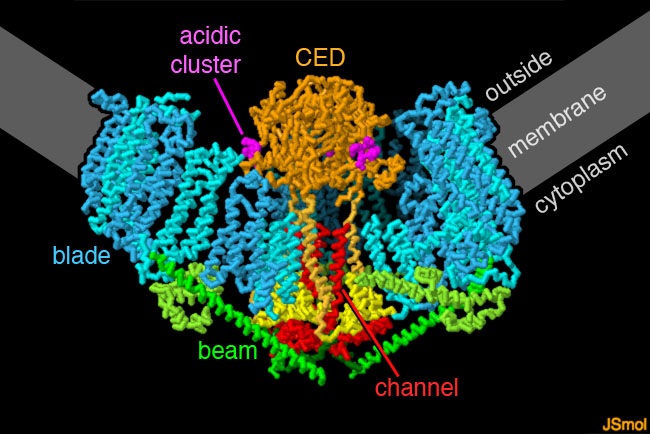 acidic
cluster
CED
outside
membrane
cytoplasm
blade
beam
channel
JSmol